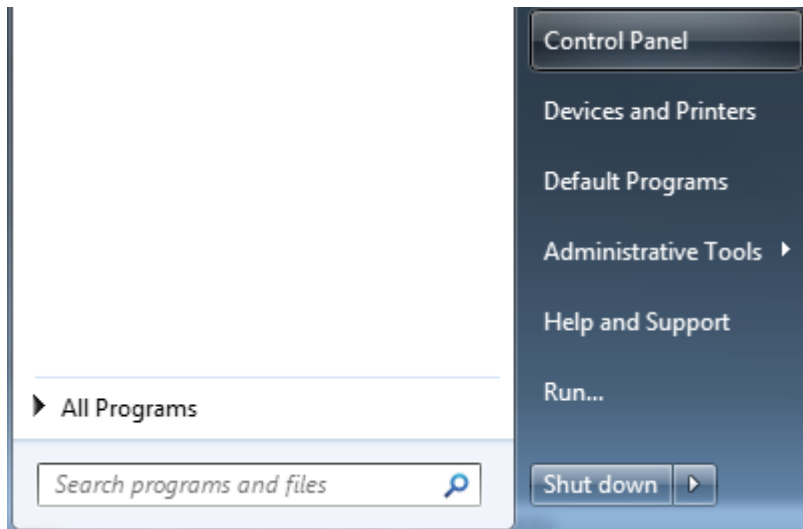 Control Panel
Devices and Printers
Default Programs
Administrative Tools
Help and Support
Run...
All Programs
Search programs and files
Shut down